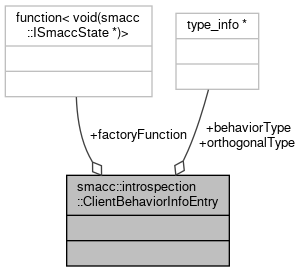 function< void(smacc
::ISmaccState *)>
type_info *
+factoryFunction
+behaviorType
+orthogonalType
smacc::introspection
::ClientBehaviorInfoEntry